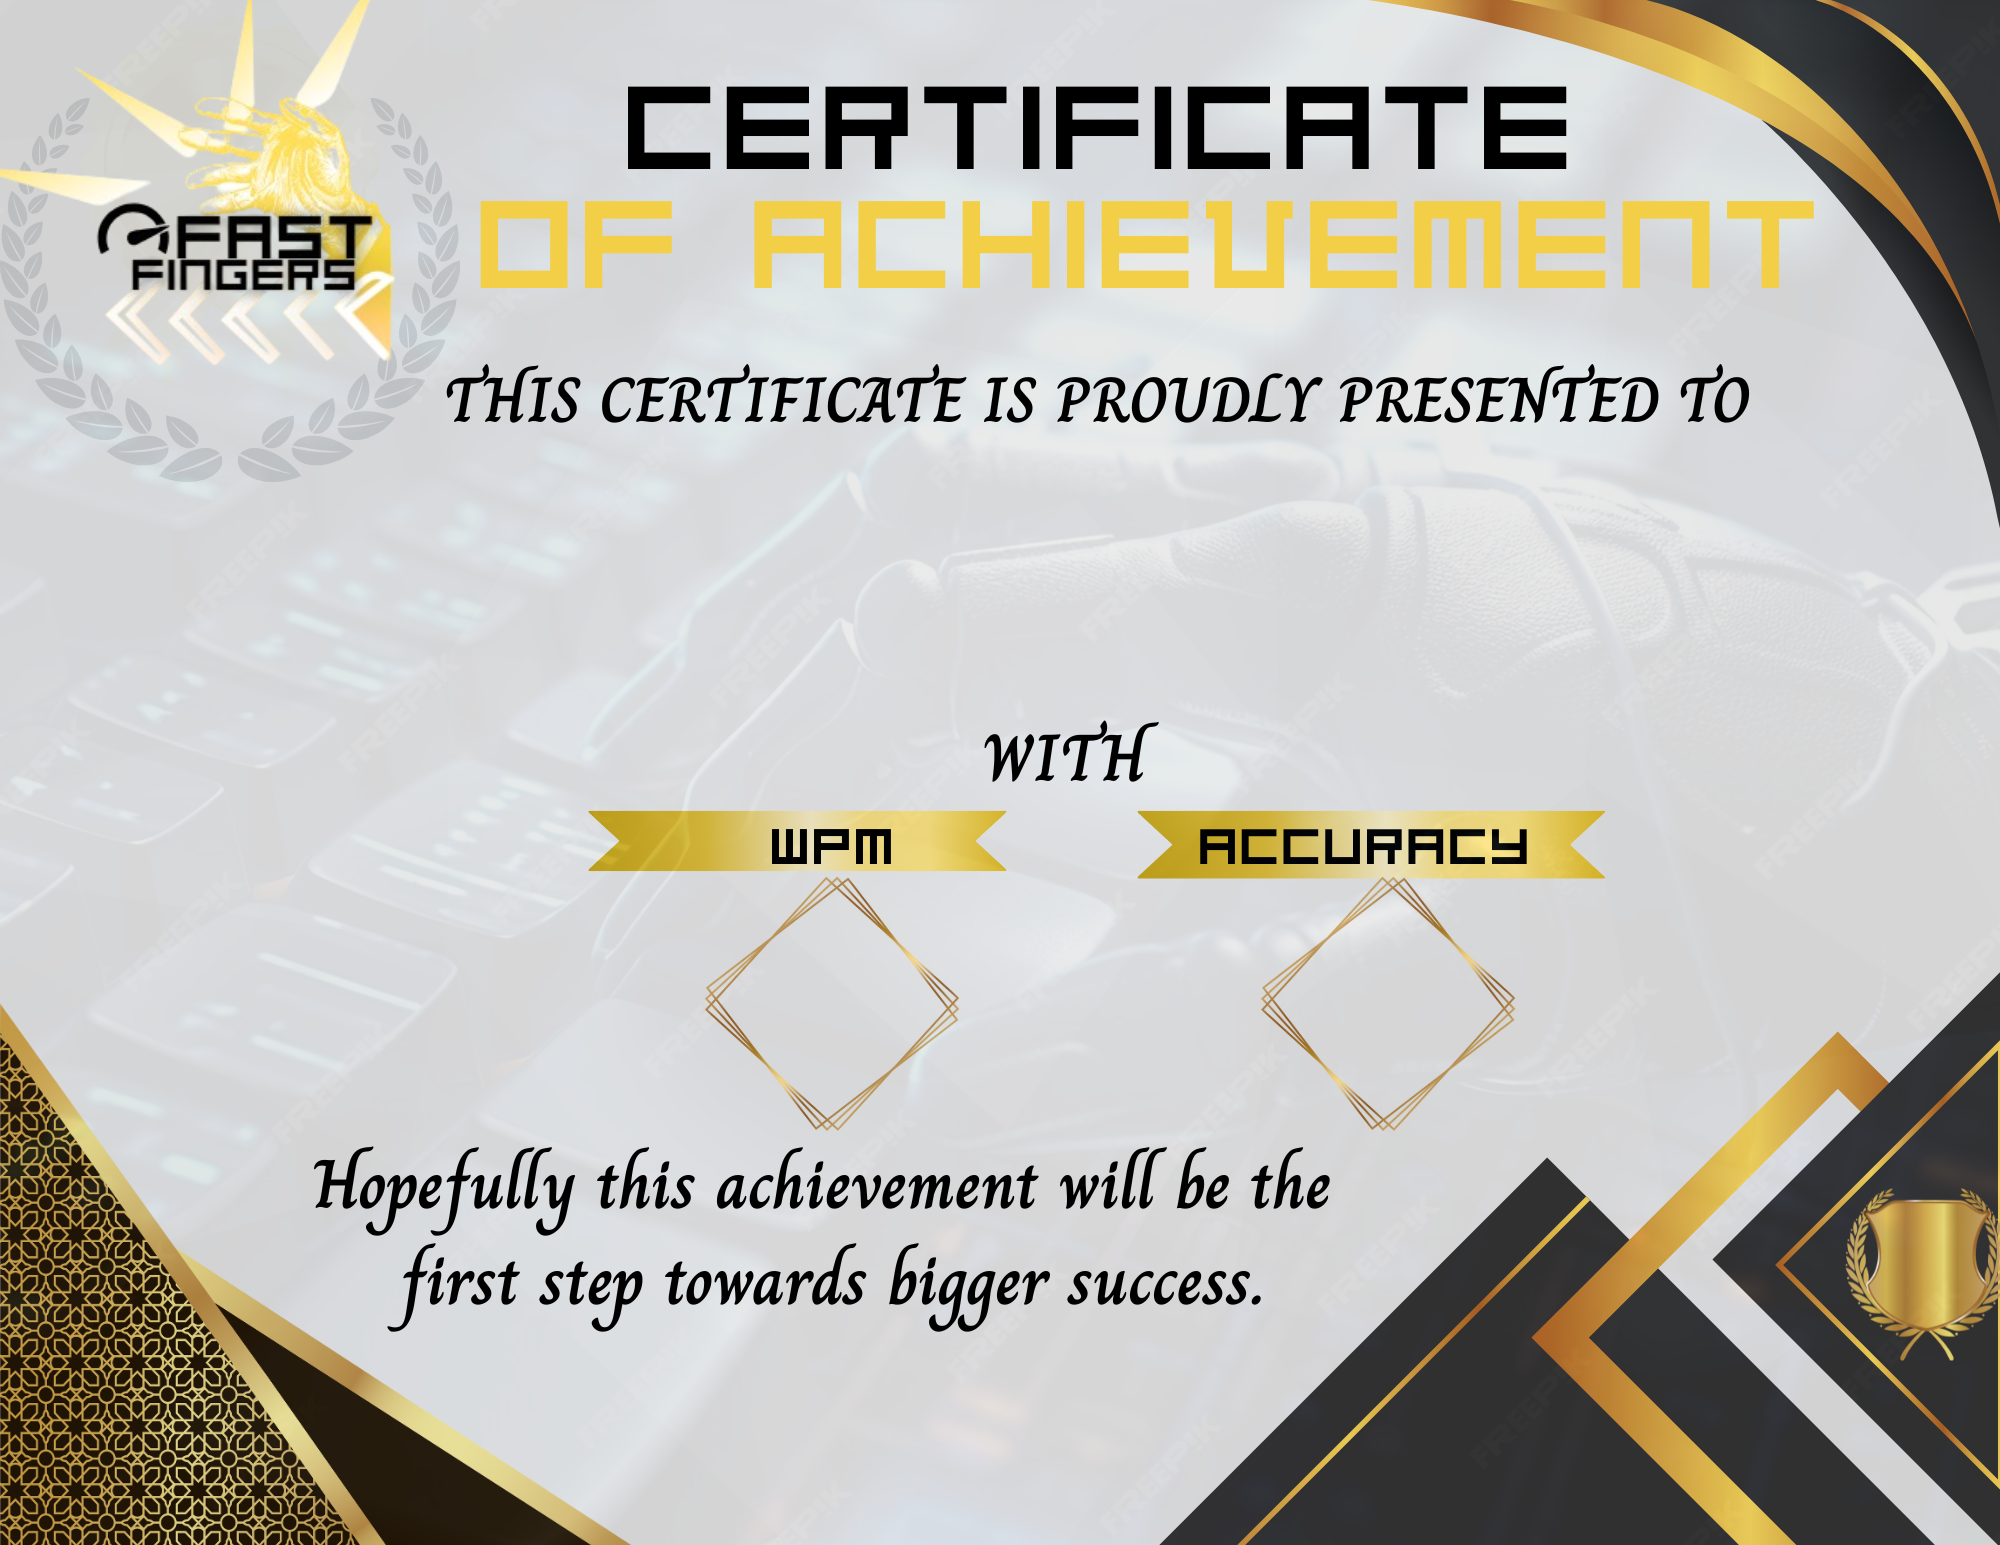 CERTIFICATE
OF ACHIEVEMENT
FAST
FINGERS
THIS CERTIFICATE IS PROUDLY PRESENTED TO
WITH
WPM
ACCURACY
Hopefully this achievement will be the
first step towards bigger success.
FREEPIK